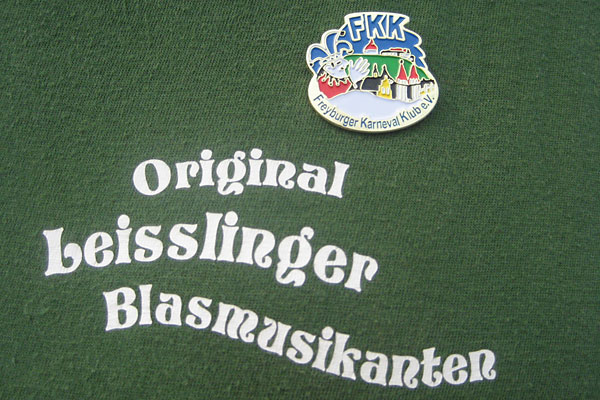 FKK
Freyburger Karneval Klub e.V.
Original
Leisslinger
Blasmusikanten